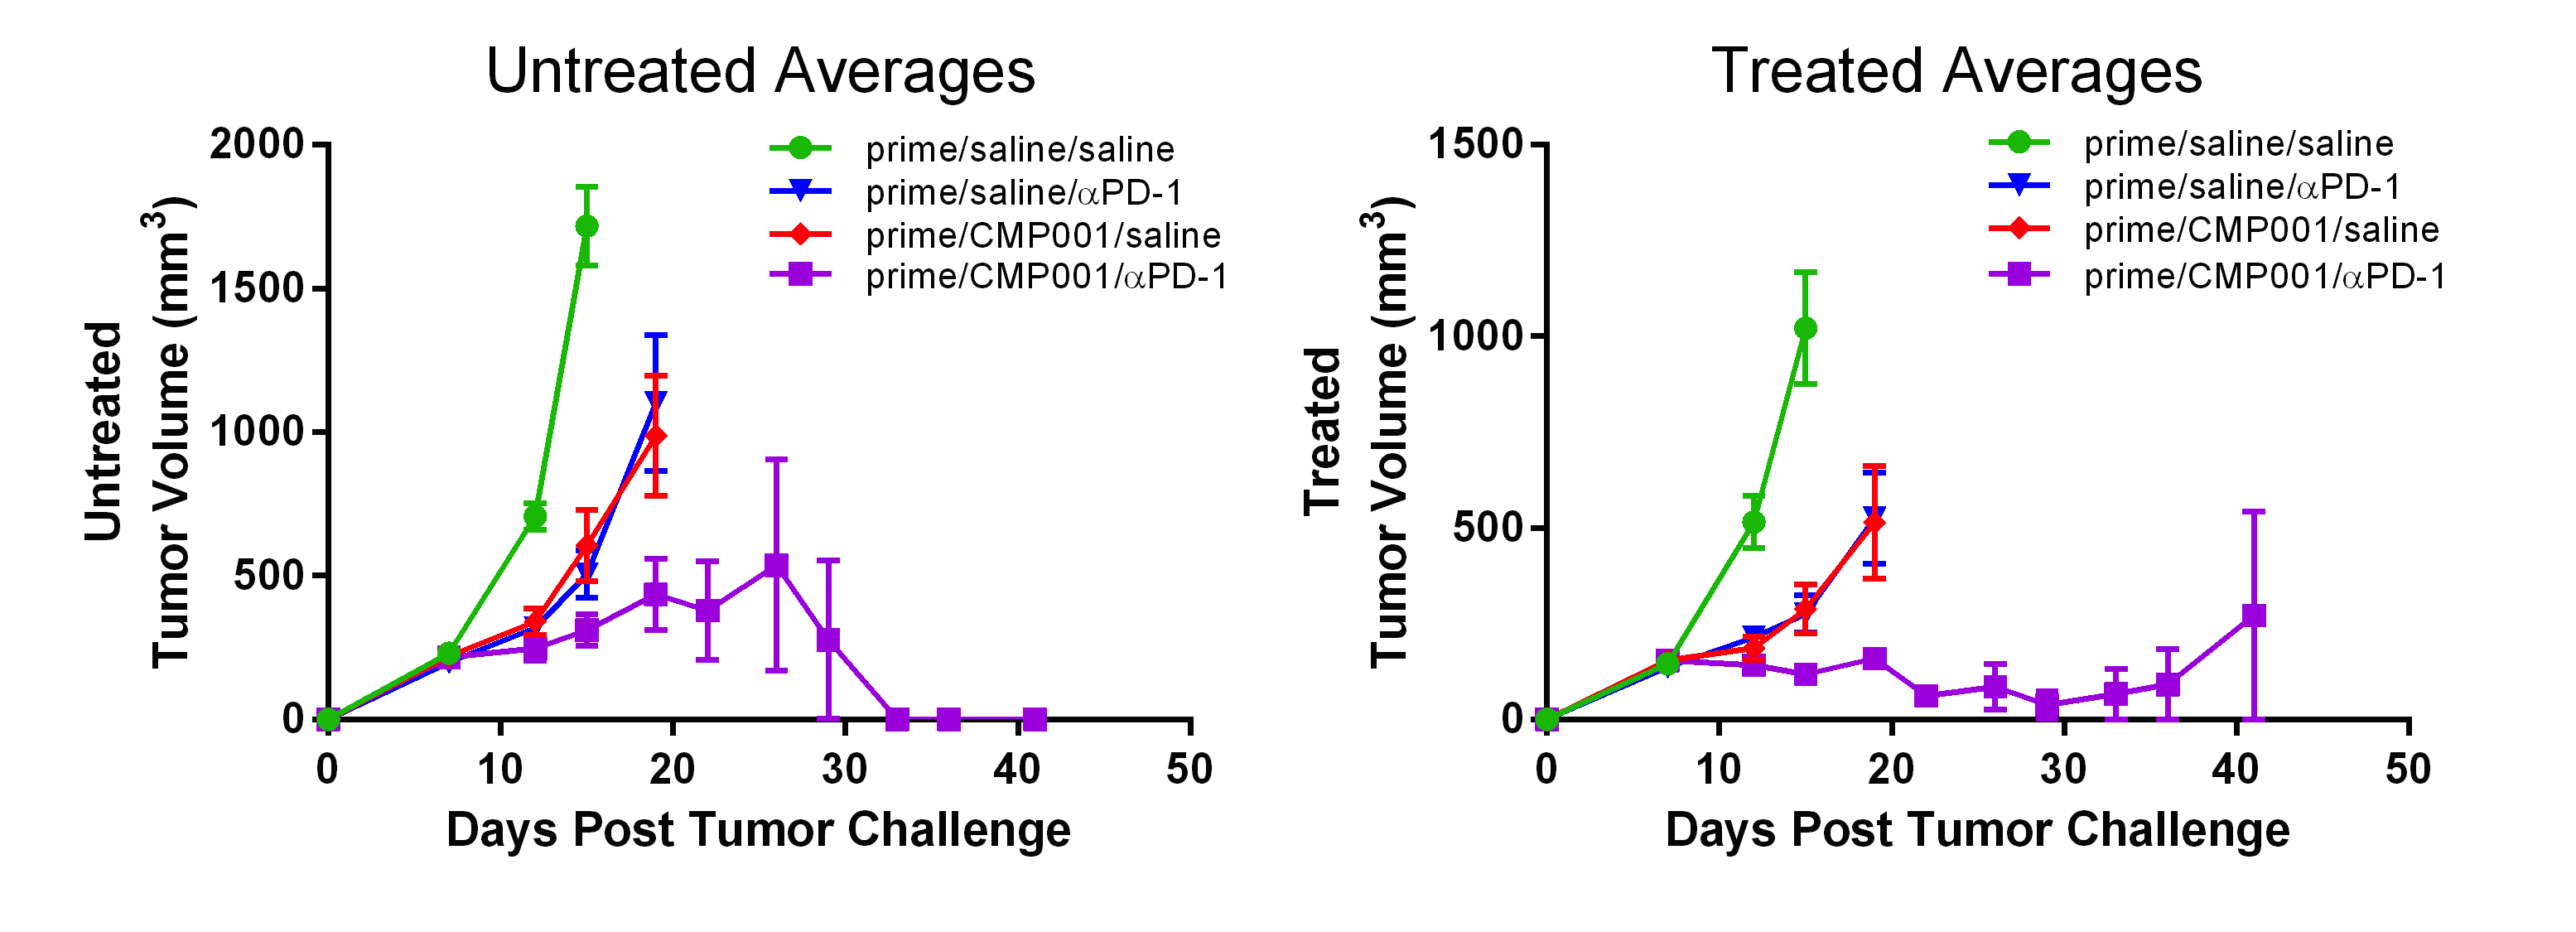 Untreated Averages
2000
1500
1000
500
0
Untreated
Tumor Volume (mm³)
prime/saline/saline
prime/saline/αPD-1
prime/CMP001/saline
prime/CMP001/αPD-1
0 10 20 30 40 50
Days Post Tumor Challenge
Treated Averages
1500
1000
500
0
Treated
Tumor Volume (mm³)
prime/saline/saline
prime/saline/αPD-1
prime/CMP001/saline
prime/CMP001/αPD-1
0 10 20 30 40 50
Days Post Tumor Challenge